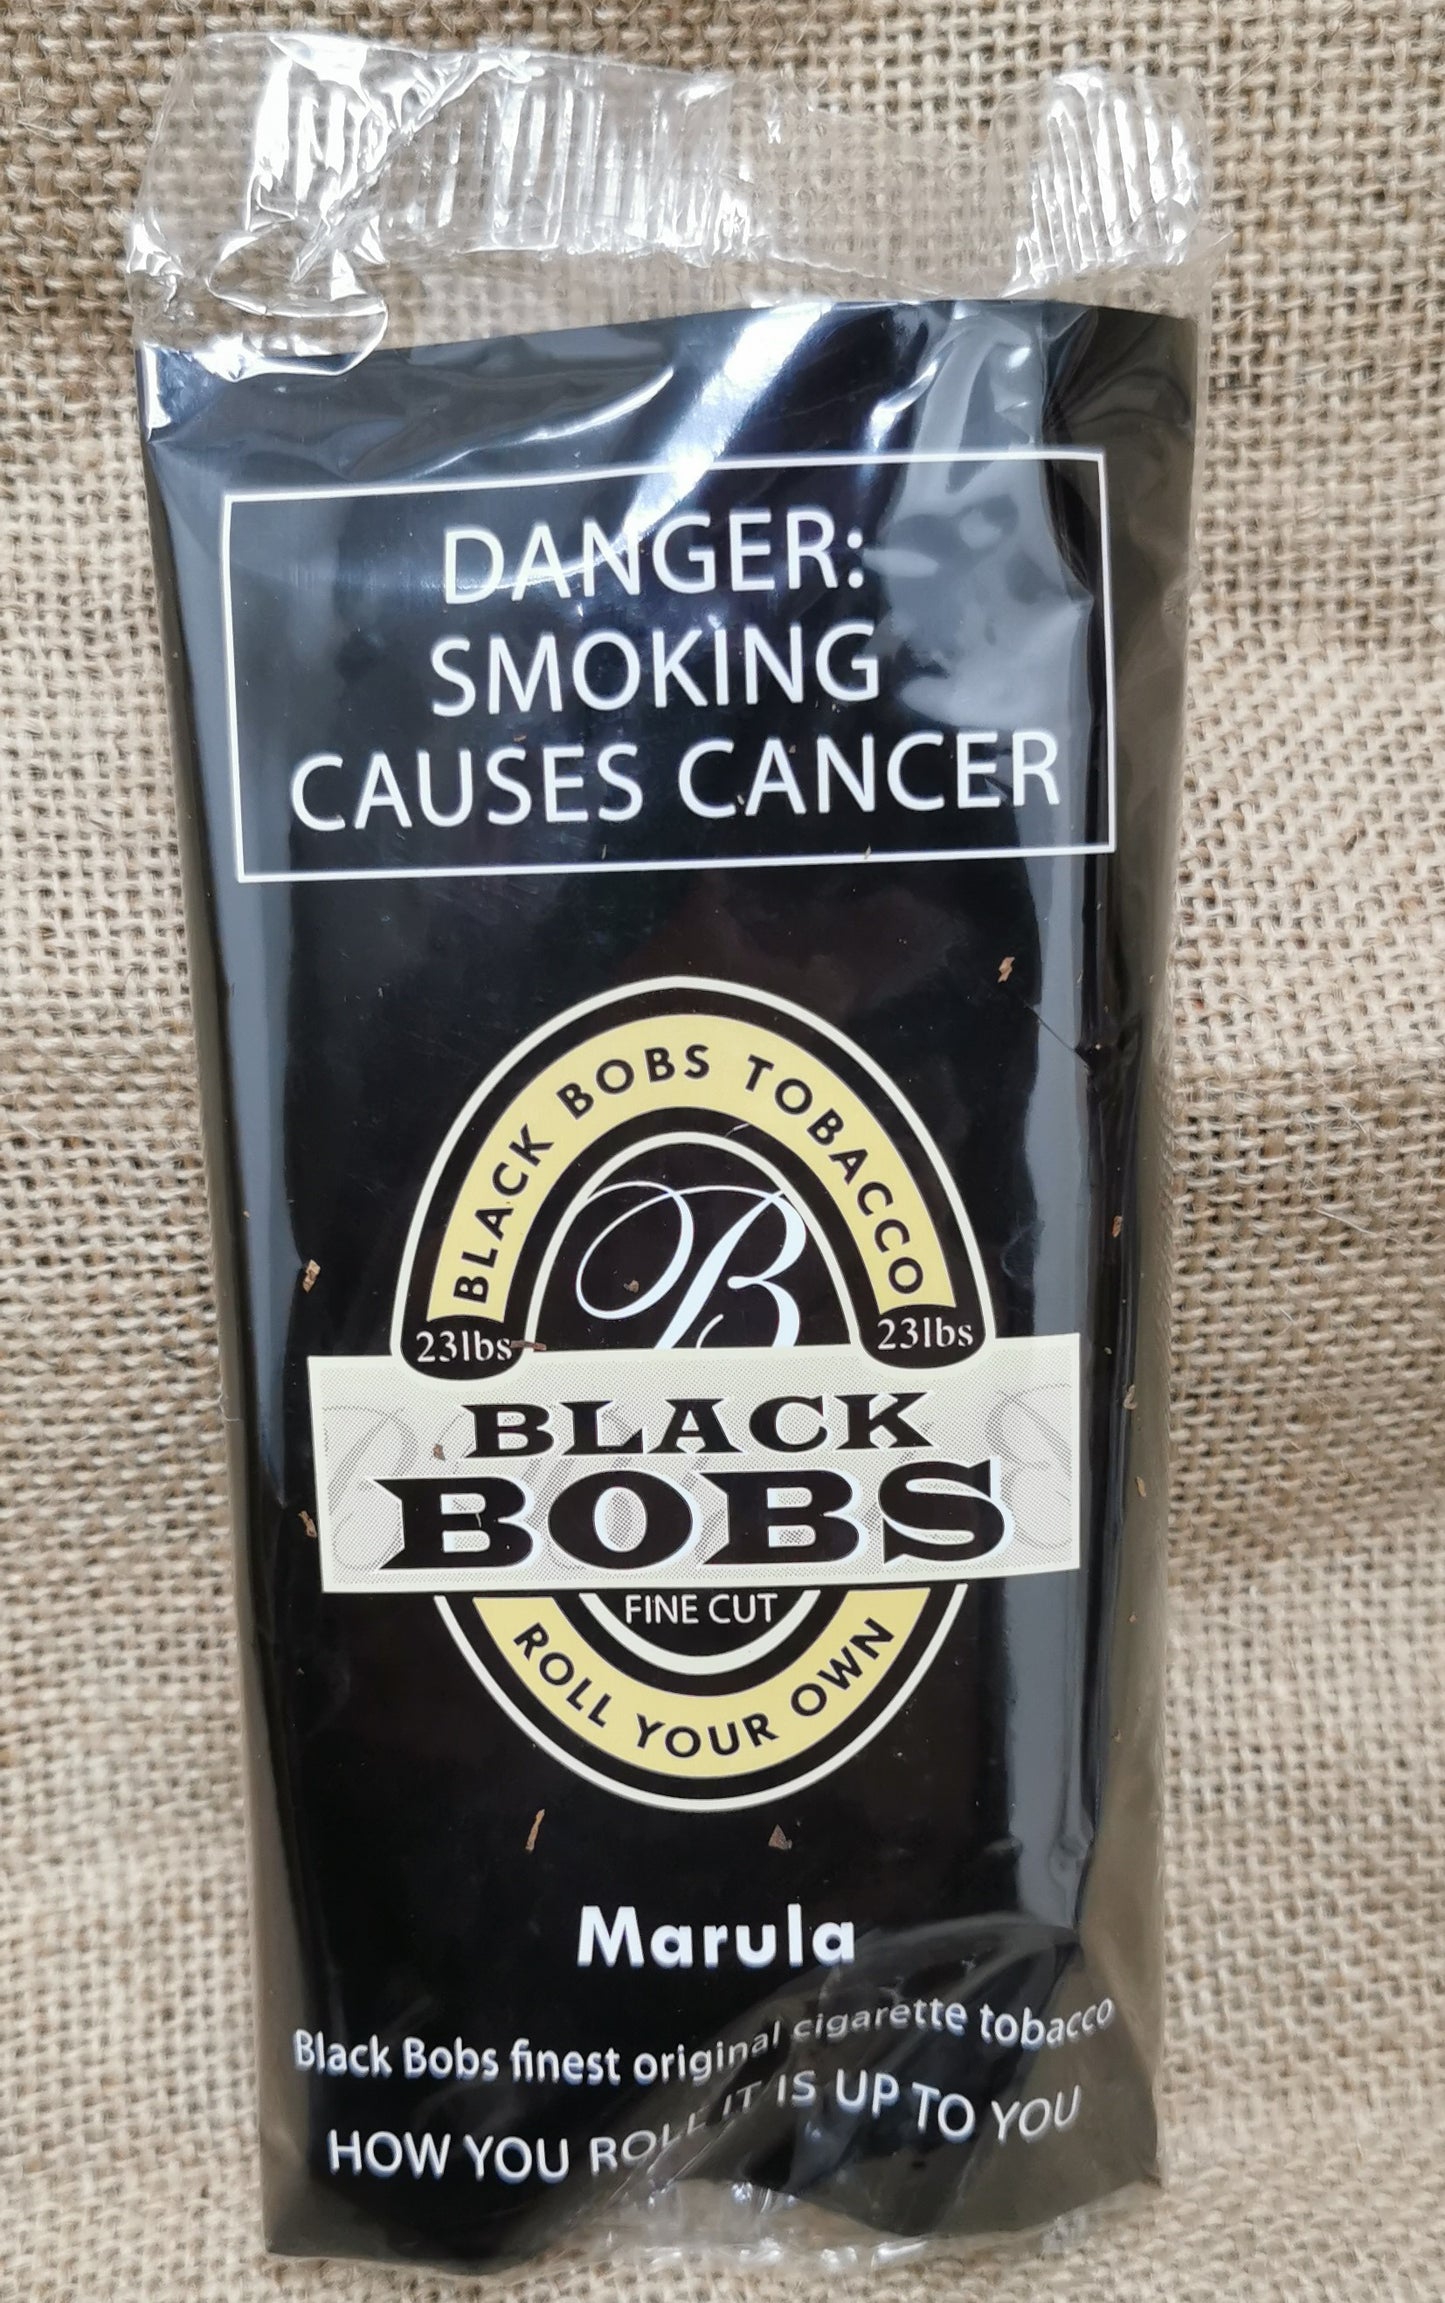 DANGER:
SMOKING
CAUSES CANCER
BLACK BOBS TOBACCO
B
23lbs 23lbs
BLACK
BOBS
FINE CUT
ROLL YOUR OWN
Marula
Black Bobs finest original cigarette tobacco
HOW YOU ROLL IT IS UP TO YOU